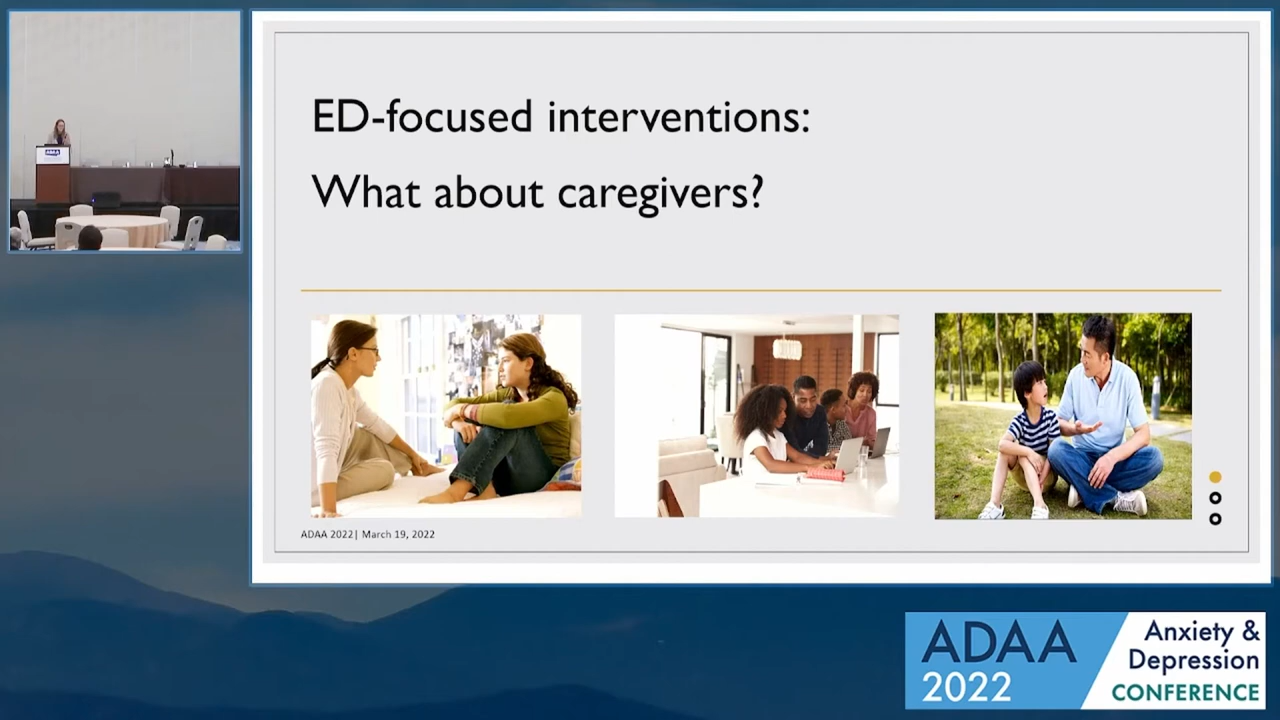 ED-focused interventions:
What about caregivers?
ADAA 2022| March 19, 2022
ADAA
2022
Anxiety &
Depression
CONFERENCE